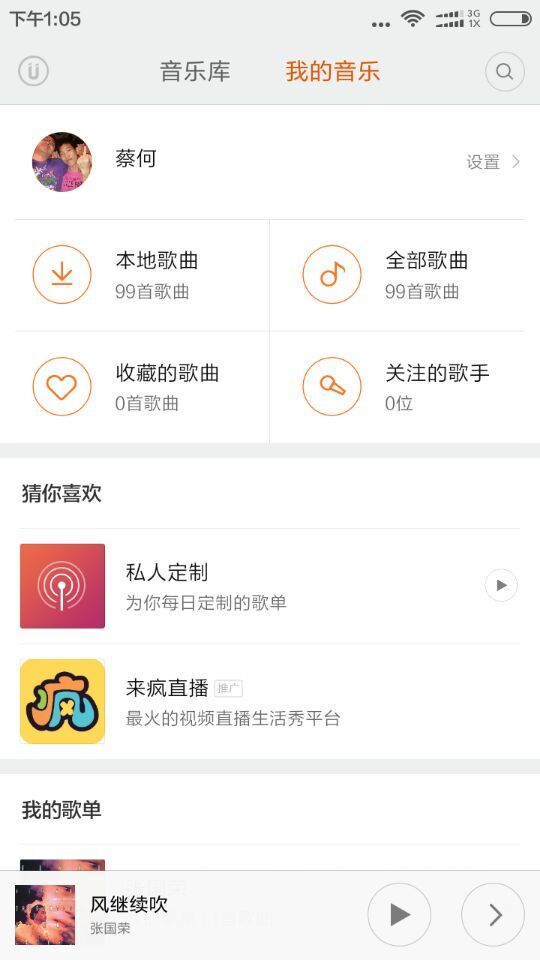 下午1:05
3G
1X
音乐库
我的音乐
蔡何
设置
本地歌曲
99首歌曲
全部歌曲
99首歌曲
收藏的歌曲
0首歌曲
关注的歌手
0位
猜你喜欢
私人定制
为你每日定制的歌单
疯
来疯直播 推广
最火的视频直播生活秀平台
我的歌单
张国荣
风继续吹
张国荣